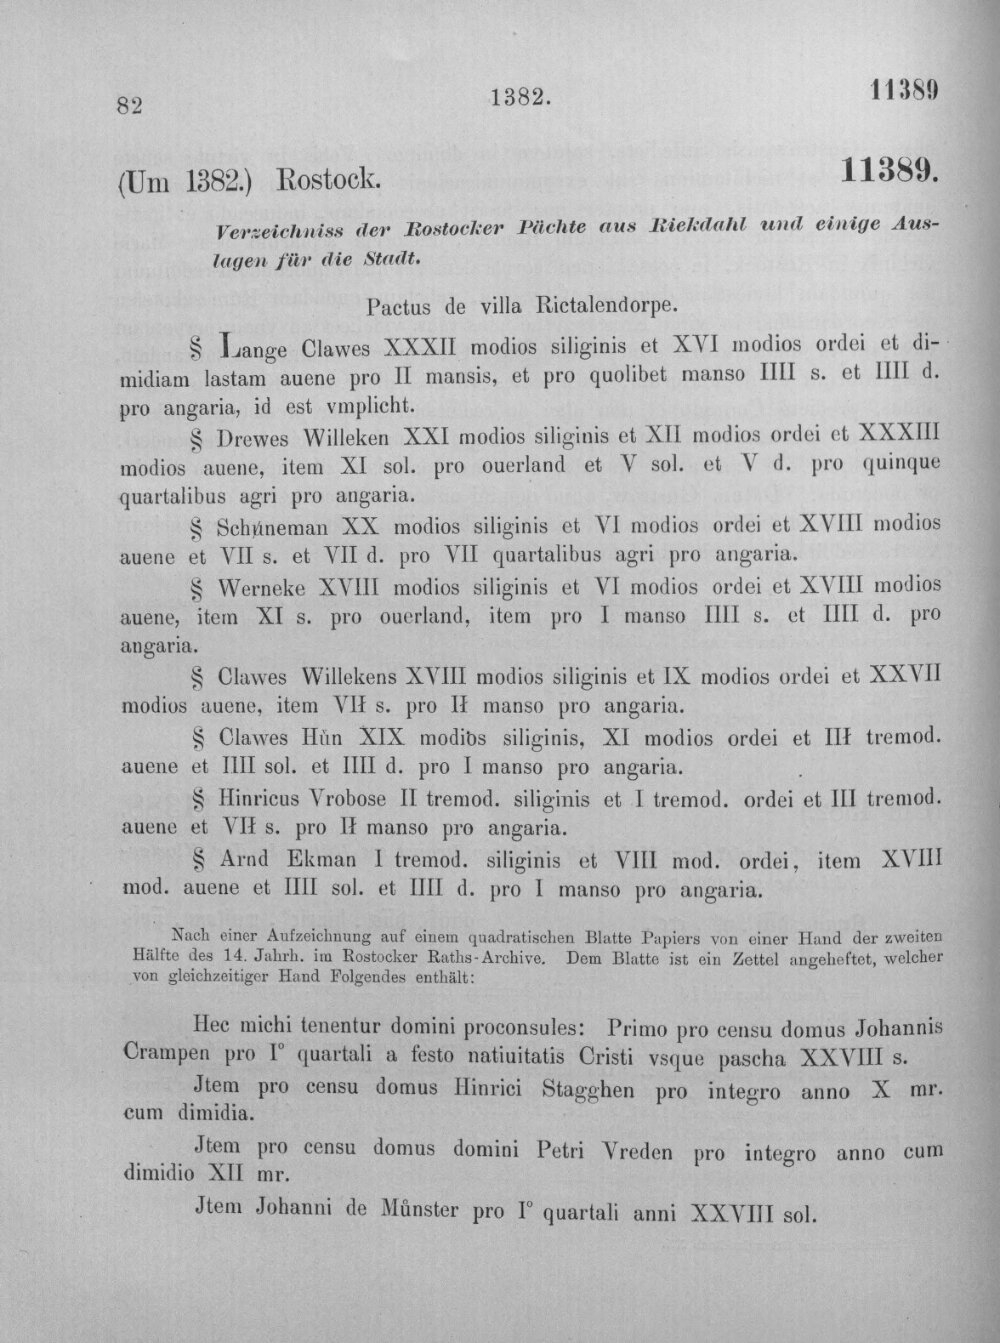 82 1382. 11389
(Um 1382.) Rostock. 11389.
Verzeichniss der Rostocker Pächte aus Riekdahl und einige Aus-
lagen für die Stadt.
Pactus de villa Rictalendorpe.
§ Lange Clawes XXXII modios siliginis et XVI modios ordei et di-
midiam lastam auene pro II mansis, et pro quolibet manso IIII s. et IIII d.
pro angaria, id est vmplicht.
§ Drewes Willeken XXI modios siliginis et XII modios ordei et XXXIII
modios auene, item XI sol. pro ouerland et V sol. et V d. pro quinque
quartalibus agri pro angaria.
§ Schůneman XX modios siliginis et VI modios ordei et XVIII modios
auene et VII s. et VII d. pro VII quartalibus agri pro angaria.
§ Werneke XVIII modios siliginis et VI modios ordei et XVIII modios
auene, item XI s. pro ouerland, item pro I manso IIII s. et IIII d. pro
angaria.
§ Clawes Willekens XVIII modios siliginis et IX modios ordei et XXVII
modios auene, item VIƗ s. pro IƗ manso pro angaria.
§ Clawes Hůn XIX modios siliginis, XI modios ordei et IIƗ tremod.
auene et IIII sol. et IIII d. pro I manso pro angaria.
§ Hinricus Vrobose II tremod. siliginis et I tremod. ordei et III tremod.
auene et VIƗ s. pro IƗ manso pro angaria.
§ Arnd Ekman I tremod. siliginis et VIII mod. ordei, item XVIII
mod. auene et IIII sol. et IIII d. pro I manso pro angaria.
Nach einer Aufzeichnung auf einem quadratischen Blatte Papiers von einer Hand der zweiten
Hälfte des 14. Jahrh. im Rostocker Raths-Archive. Dem Blatte ist ein Zettel angeheftet, welcher
von gleichzeitiger Hand Folgendes enthält:
Hec michi tenentur domini proconsules: Primo pro censu domus Johannis
Crampen pro I° quartali a festo natiuitatis Cristi vsque pascha XXVIII s.
Jtem pro censu domus Hinrici Stagghen pro integro anno X mr.
cum dimidia.
Jtem pro censu domus domini Petri Vreden pro integro anno cum
dimidio XII mr.
Jtem Johanni de Můnster pro I° quartali anni XXVIII sol.